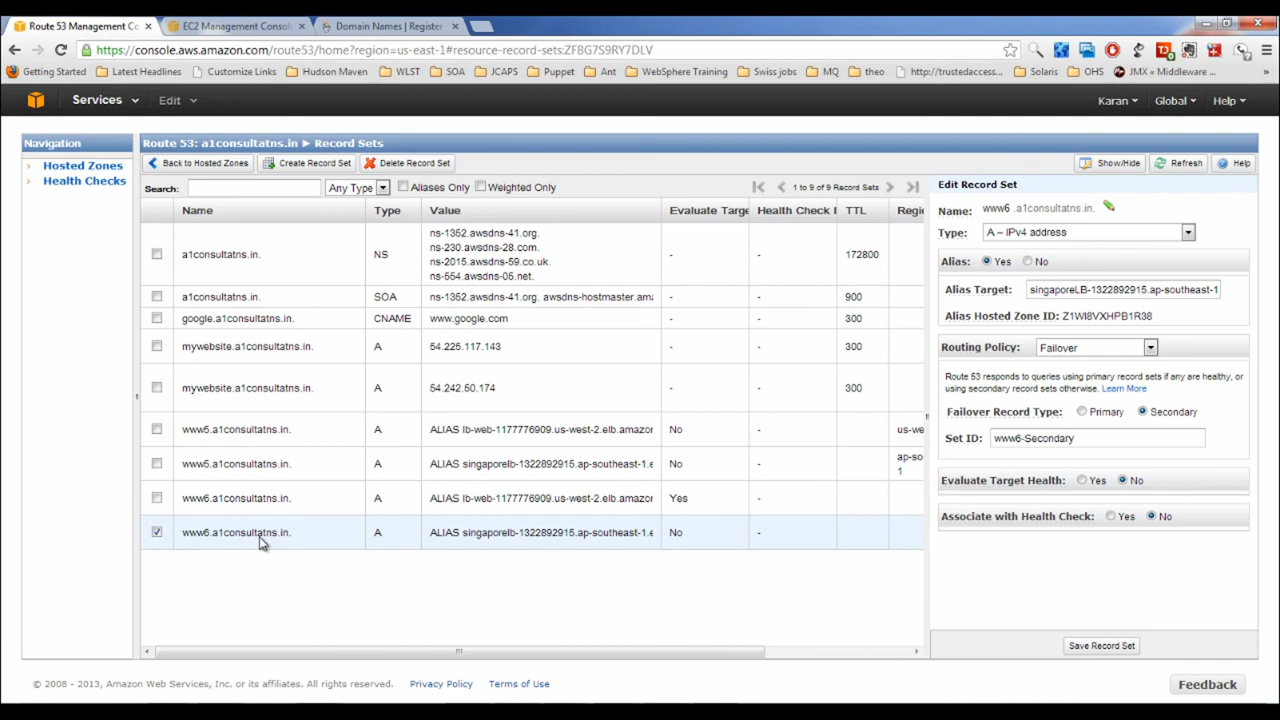 Route 53 Management Co
EC2 Management Console
Domain Names | Register
https://console.aws.amazon.com/route53/home?region=us-east-1#resource-record-sets:ZFBG7S9RY7DLV
Getting Started
Latest Headlines
Customize Links
Hudson Maven
WLST
SOA
JCAPS
Puppet
Ant
WebSphere Training
Swiss jobs
MQ
theo
http://trustedaccess...
Solaris
OHS
JMX « Middleware ...
»
Services
Edit
Karan
Global
Help
Navigation
Hosted Zones
Health Checks
Route 53: a1consultatns.in ▸ Record Sets
Back to Hosted Zones
Create Record Set
Delete Record Set
Show/Hide
Refresh
Help
Search:
Any Type
Aliases Only
Weighted Only
1 to 9 of 9 Record Sets
Name Type Value Evaluate Targe Health Check I TTL Regio
a1consultatns.in. NS ns-1352.awsdns-41.org. - - 172800
ns-230.awsdns-28.com.
ns-2015.awsdns-59.co.uk.
ns-554.awsdns-06.net.
a1consultatns.in. SOA ns-1352.awsdns-41.org. awsdns-hostmaster.ama - - 900
google.a1consultatns.in. CNAME www.google.com - - 300
mywebsite.a1consultatns.in. A 54.225.117.143 - - 300
mywebsite.a1consultatns.in. A 54.242.50.174 - - 300
www5.a1consultatns.in. A ALIAS lb-web-1177776909.us-west-2.elb.amazon No - us-we
www5.a1consultatns.in. A ALIAS singaporelb-1322892915.ap-southeast-1.e No - ap-so
1
www6.a1consultatns.in. A ALIAS lb-web-1177776909.us-west-2.elb.amazon Yes -
www6.a1consultatns.in. A ALIAS singaporelb-1322892915.ap-southeast-1.e No -
Edit Record Set
Name: www6 .a1consultatns.in.
Type: A – IPv4 address
Alias: Yes No
Alias Target: singaporeLB-1322892915.ap-southeast-1
Alias Hosted Zone ID: Z1WI8VXHPB1R38
Routing Policy: Failover
Route 53 responds to queries using primary record sets if any are healthy, or
using secondary record sets otherwise. Learn More
Failover Record Type: Primary Secondary
Set ID: www6-Secondary
Evaluate Target Health: Yes No
Associate with Health Check: Yes No
Save Record Set
© 2008 - 2013, Amazon Web Services, Inc. or its affiliates. All rights reserved. Privacy Policy Terms of Use
Feedback